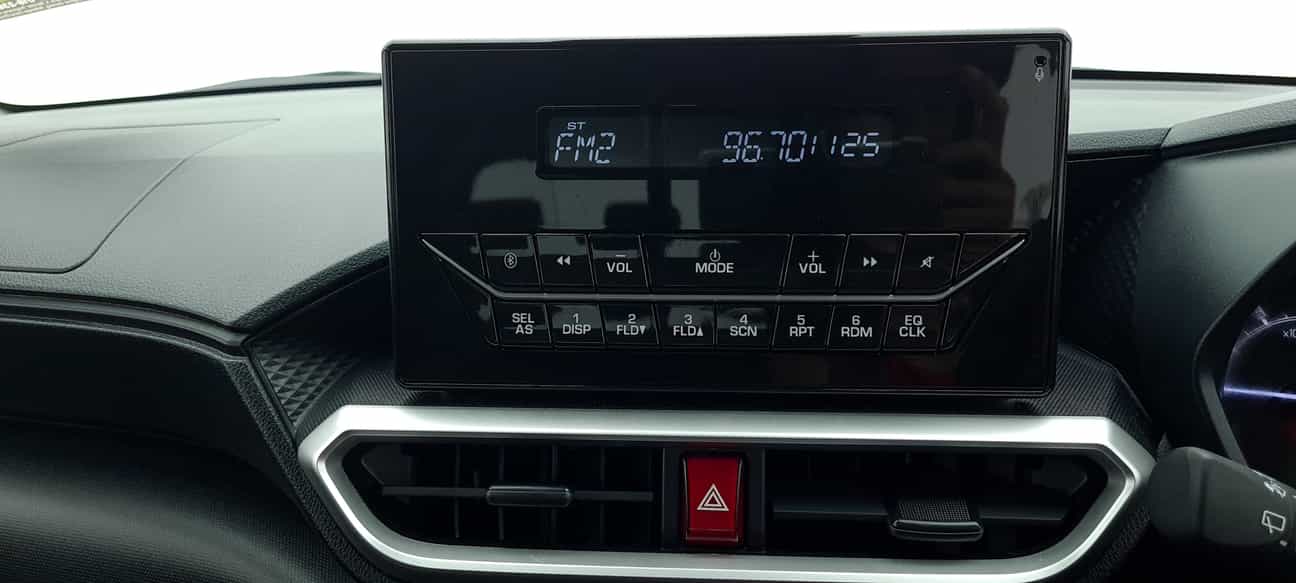 ST
FM2 96.70 11 25
VOL MODE VOL
SEL AS 1 DISP 2 FLD▼ 3 FLD▲ 4 SCN 5 RPT 6 RDM EQ CLK